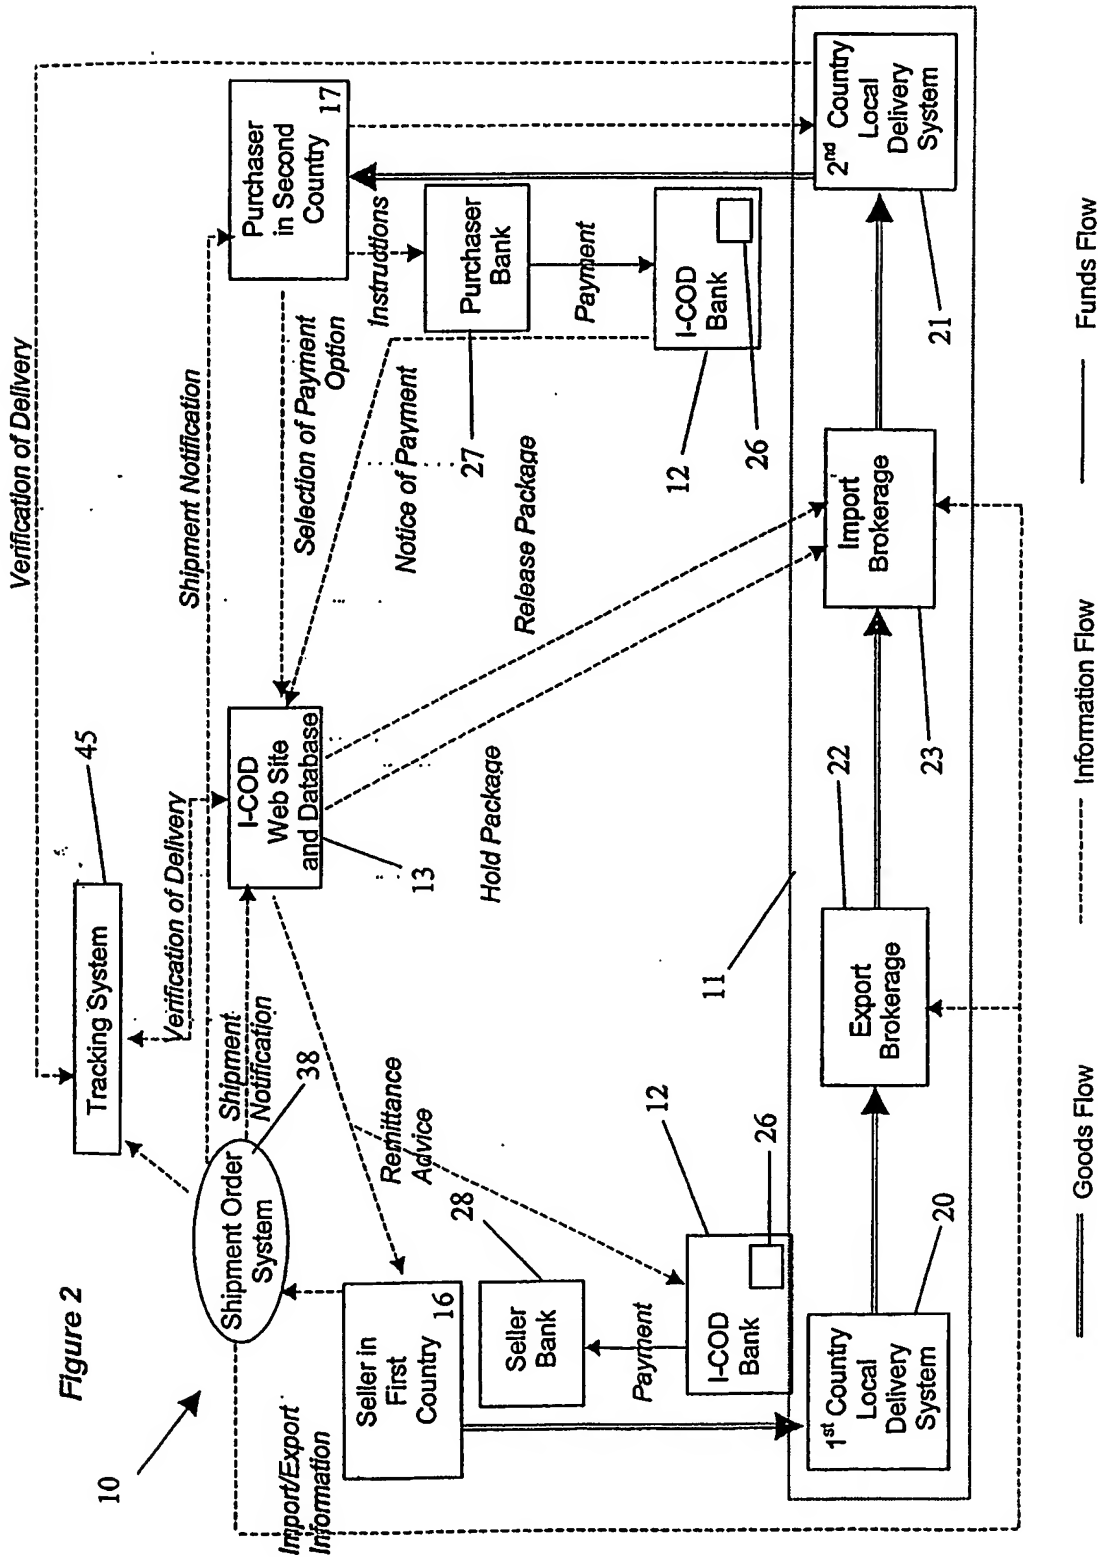 Figure 2
10
Tracking System
45
Verification of Delivery
Verification of Delivery
Shipment Notification
Shipment Order
System
38
Shipment
Notification
I-COD
Web Site
and Database
13
Purchaser
in Second
Country
17
Selection of Payment
Option
Instructions
Import/Export
Information
Seller in
First
Country
16
Remittance
Advice
Notice of Payment
Purchaser
Bank
27
Hold Package
Release Package
Seller
Bank
28
Payment
Payment
I-COD
Bank
12
26
I-COD
Bank
12
26
11
1st Country
Local
Delivery
System
20
Export
Brokerage
22
Import
Brokerage
23
2nd Country
Local
Delivery
System
21
Goods Flow
Information Flow
Funds Flow